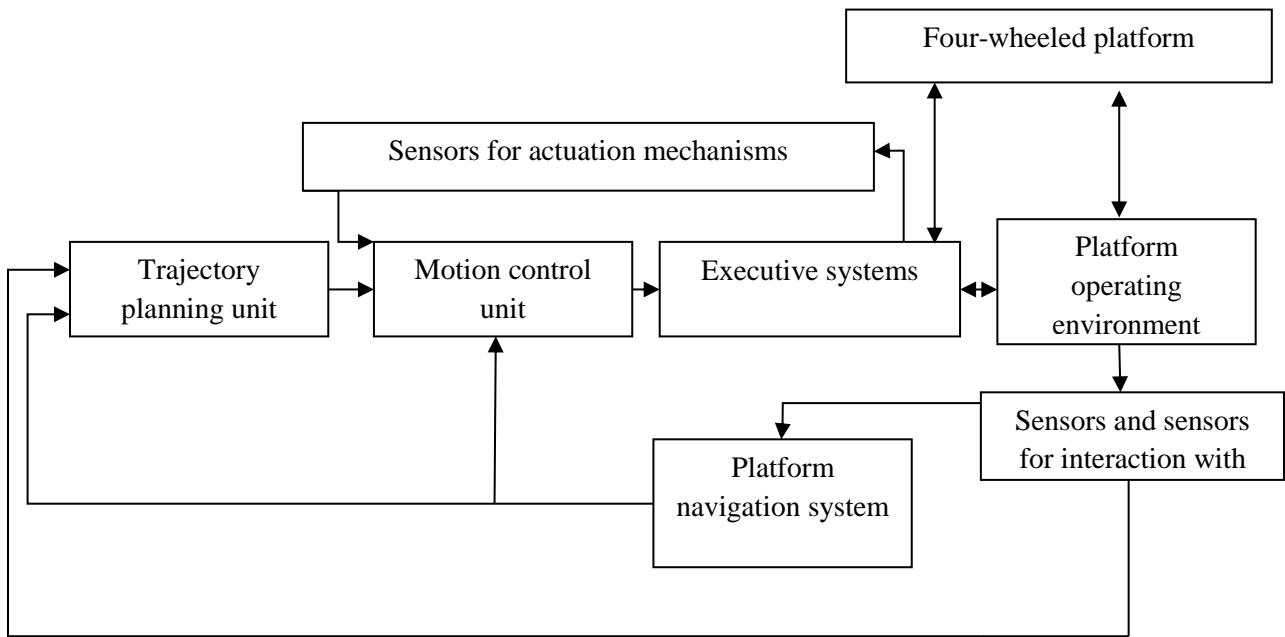 Four-wheeled platform
Sensors for actuation mechanisms
Trajectory
planning unit
Motion control
unit
Executive systems
Platform
operating
environment
Sensors and sensors
for interaction with
Platform
navigation system